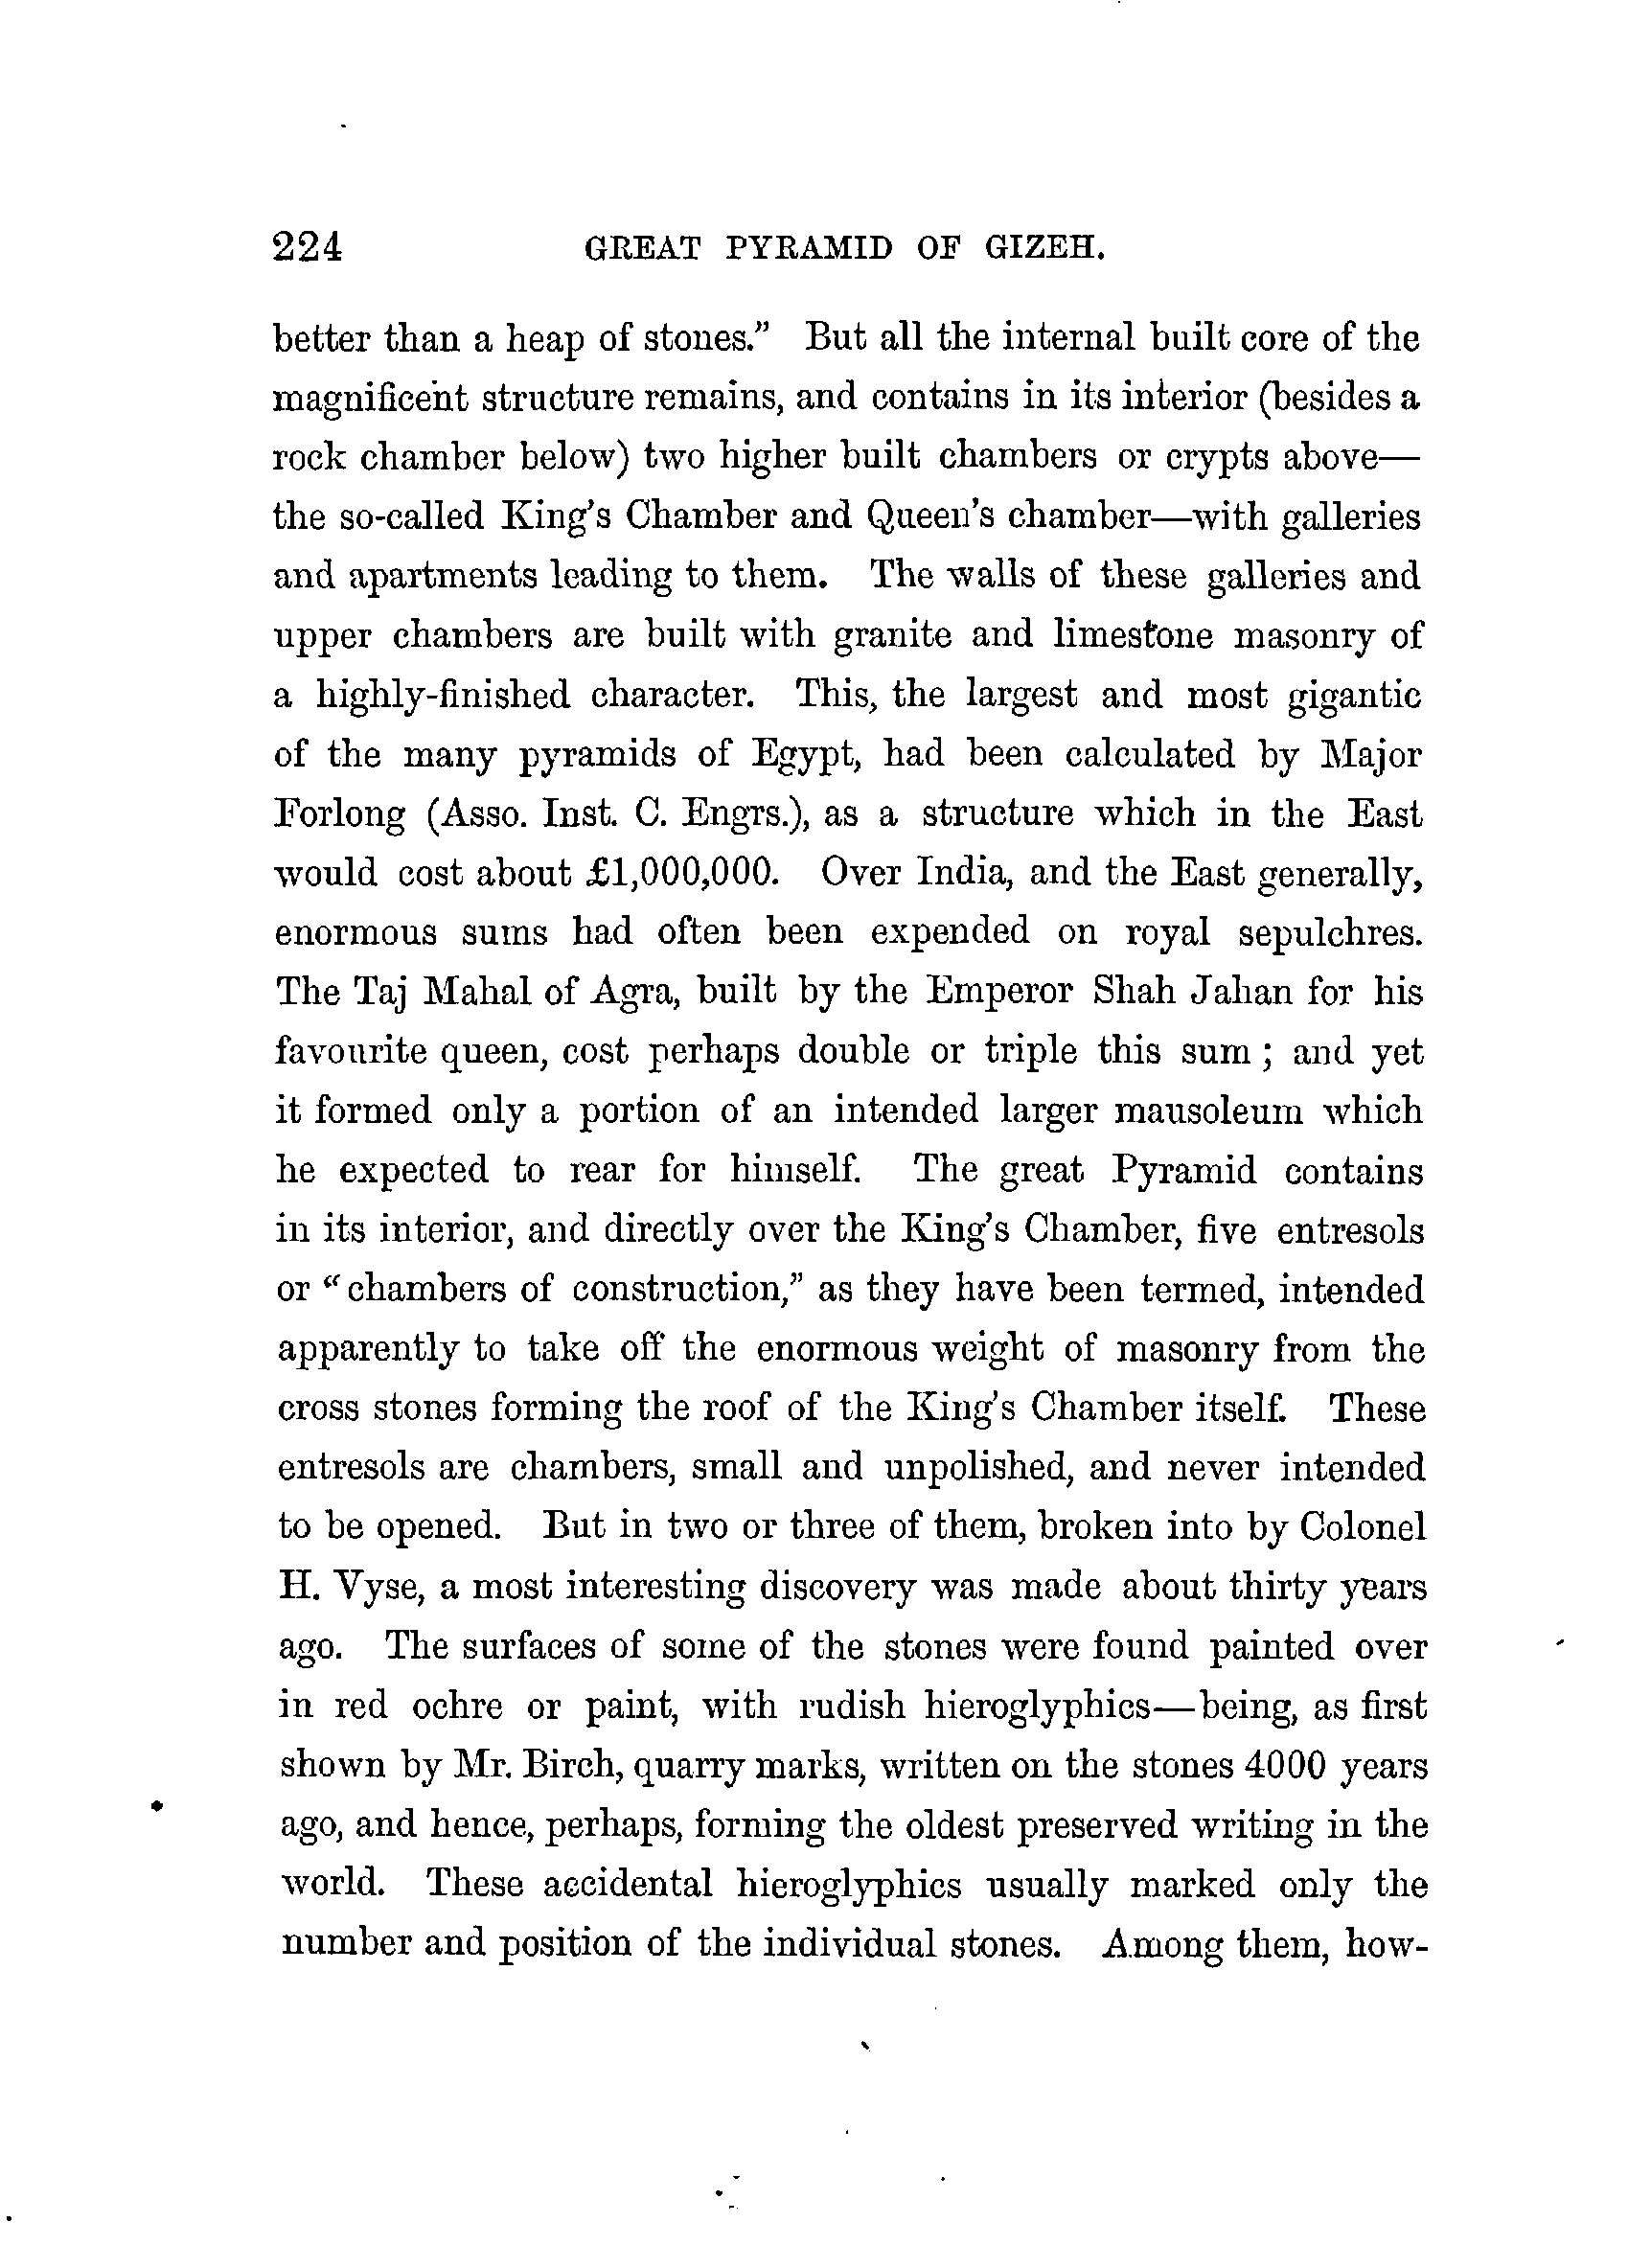 224 GREAT PYRAMID OF GIZEH.
better than a heap of stones.” But all the internal built core of the
magnificent structure remains, and contains in its interior (besides a
rock chamber below) two higher built chambers or crypts above—
the so-called King’s Chamber and Queen’s chamber—with galleries
and apartments leading to them. The walls of these galleries and
upper chambers are built with granite and limestone masonry of
a highly-finished character. This, the largest and most gigantic
of the many pyramids of Egypt, had been calculated by Major
Forlong (Asso. Inst. C. Engrs.), as a structure which in the East
would cost about £1,000,000. Over India, and the East generally,
enormous sums had often been expended on royal sepulchres.
The Taj Mahal of Agra, built by the Emperor Shah Jahan for his
favourite queen, cost perhaps double or triple this sum; and yet
it formed only a portion of an intended larger mausoleum which
he expected to rear for himself. The great Pyramid contains
in its interior, and directly over the King’s Chamber, five entresols
or “chambers of construction,” as they have been termed, intended
apparently to take off the enormous weight of masonry from the
cross stones forming the roof of the King’s Chamber itself. These
entresols are chambers, small and unpolished, and never intended
to be opened. But in two or three of them, broken into by Colonel
H. Vyse, a most interesting discovery was made about thirty years
ago. The surfaces of some of the stones were found painted over
in red ochre or paint, with rudish hieroglyphics—being, as first
shown by Mr. Birch, quarry marks, written on the stones 4000 years
ago, and hence, perhaps, forming the oldest preserved writing in the
world. These accidental hieroglyphics usually marked only the
number and position of the individual stones. Among them, how-